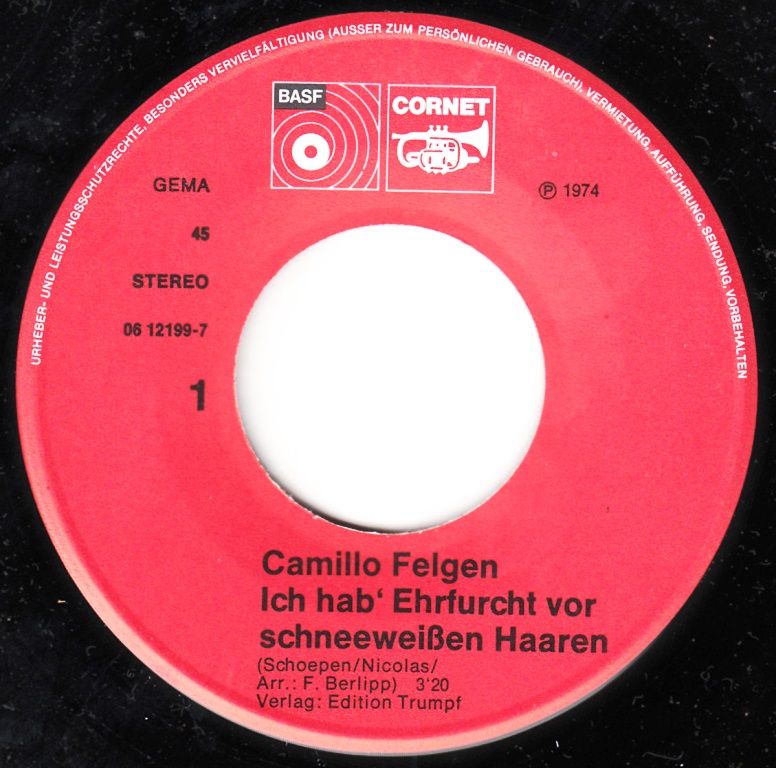 URHEBER- UND LEISTUNGSSCHUTZRECHTE, BESONDERS VERVIELFÄLTIGUNG (AUSSER ZUM PERSÖNLICHEN GEBRAUCH), VERMIETUNG, AUFFÜHRUNG, SENDUNG, VORBEHALTEN
BASF
CORNET
GEMA
℗ 1974
45
STEREO
06 12199-7
1
Camillo Felgen
Ich hab' Ehrfurcht vor
schneeweißen Haaren
(Schoepen/Nicolas/
Arr.: F. Berlipp) 3'20
Verlag: Edition Trumpf